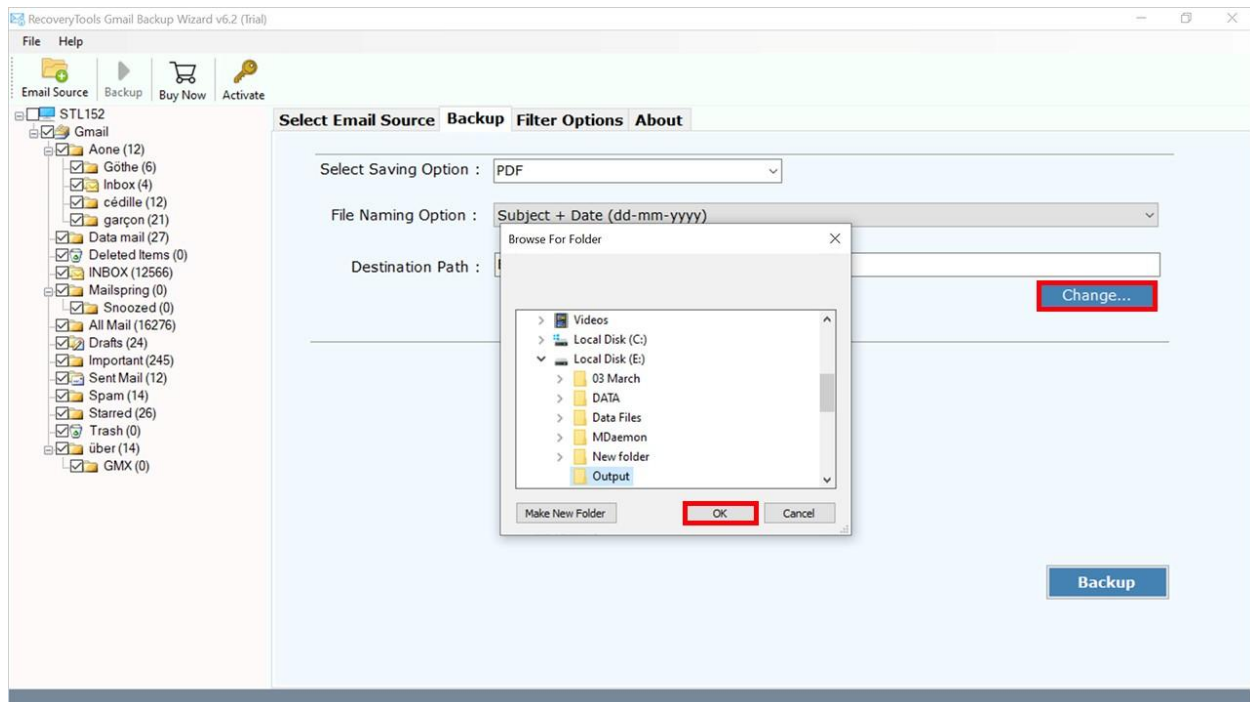 RecoveryTools Gmail Backup Wizard v6.2 (Trial)
File Help
Email Source Backup Buy Now Activate
STL152
Gmail
Aone (12)
Göthe (6)
Inbox (4)
cédille (12)
garçon (21)
Data mail (27)
Deleted Items (0)
INBOX (12566)
Mailspring (0)
Snoozed (0)
All Mail (16276)
Drafts (24)
Important (245)
Sent Mail (12)
Spam (14)
Starred (26)
Trash (0)
über (14)
GMX (0)
Select Email Source Backup Filter Options About
Select Saving Option : PDF
File Naming Option : Subject + Date (dd-mm-yyyy)
Destination Path :
Change...
Browse For Folder
Videos
Local Disk (C:)
Local Disk (E:)
03 March
DATA
Data Files
MDaemon
New folder
Output
Make New Folder OK Cancel
Backup